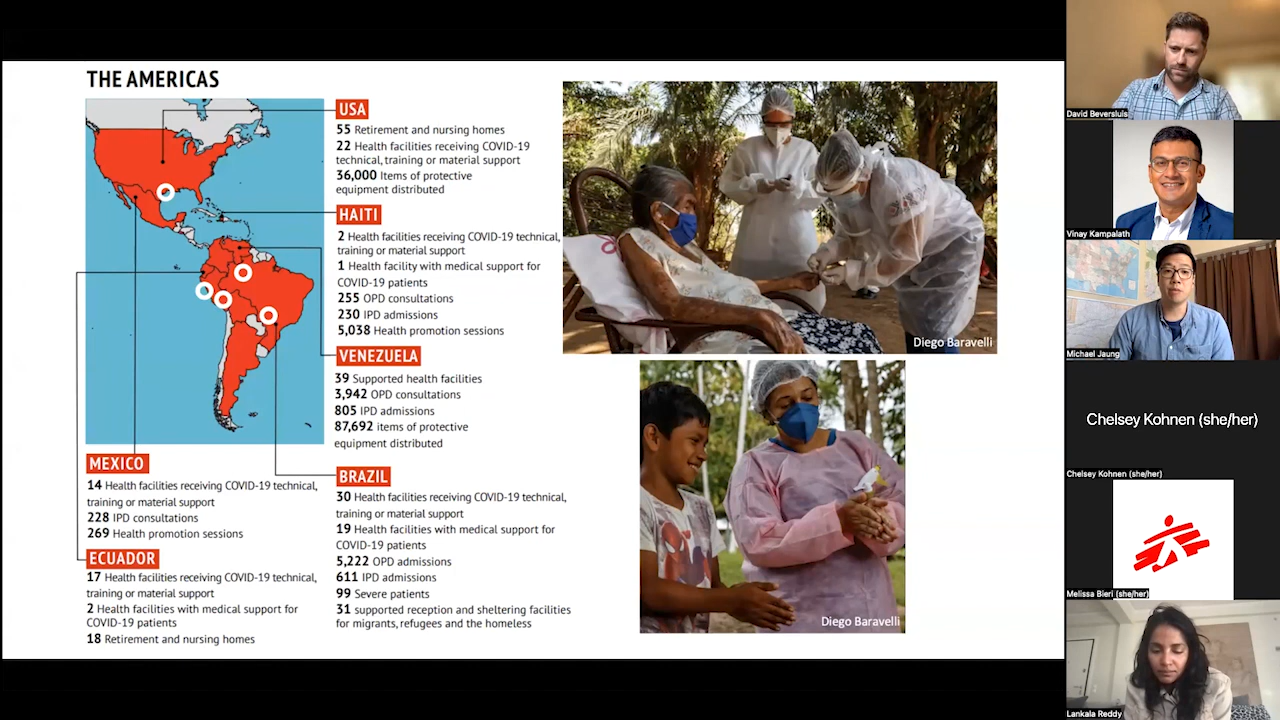 THE AMERICAS
USA
55 Retirement and nursing homes
22 Health facilities receiving COVID-19
technical, training or material support
36,000 Items of protective
equipment distributed
HAITI
2 Health facilities receiving COVID-19 technical,
training or material support
1 Health facility with medical support for
COVID-19 patients
255 OPD consultations
230 IPD admissions
5,038 Health promotion sessions
VENEZUELA
39 Supported health facilities
3,942 OPD consultations
805 IPD admissions
87,692 items of protective
equipment distributed
MEXICO
14 Health facilities receiving COVID-19 technical,
training or material support
228 IPD consultations
269 Health promotion sessions
ECUADOR
17 Health facilities receiving COVID-19 technical,
training or material support
2 Health facilities with medical support for
COVID-19 patients
18 Retirement and nursing homes
BRAZIL
30 Health facilities receiving COVID-19 technical,
training or material support
19 Health facilities with medical support for
COVID-19 patients
5,222 OPD admissions
611 IPD admissions
99 Severe patients
31 supported reception and sheltering facilities
for migrants, refugees and the homeless
Diego Baravelli
Diego Baravelli
David Beversluis
Vinay Kampalath
Michael Jaung
Chelsey Kohnen (she/her)
Chelsey Kohnen (she/her)
Melissa Bieri (she/her)
Lankala Reddy